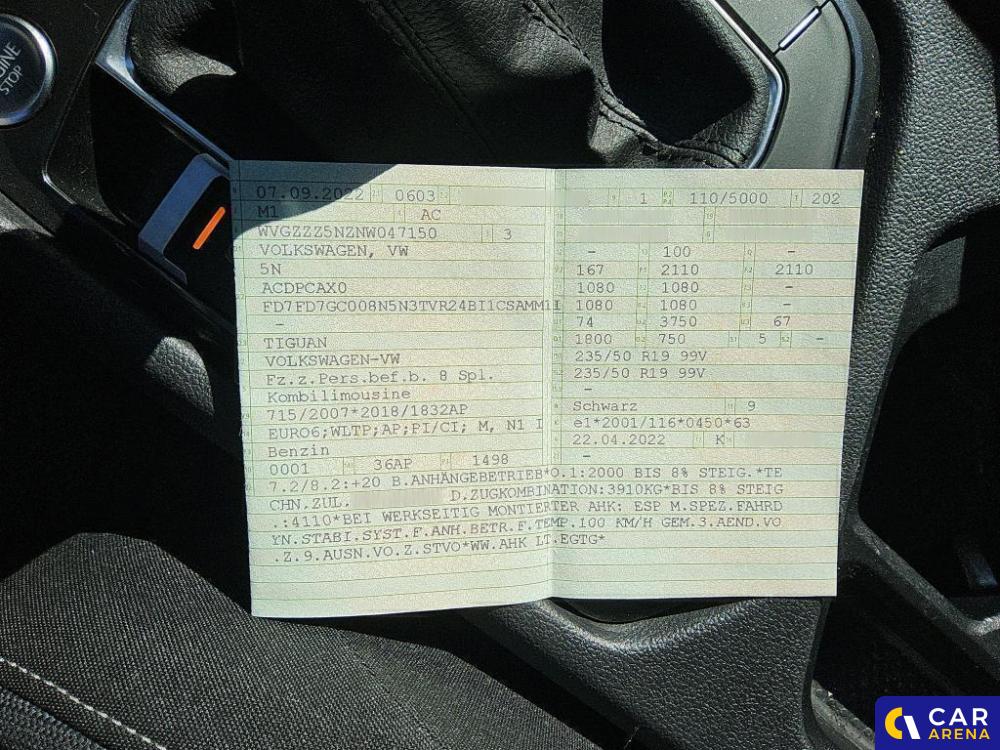 ENGINE
STOP
07.09.2022 0603
M1 AC
WVGZZZ5NZNW047150 3
VOLKSWAGEN, VW
5N
ACDPCAX0
FD7FD7GC008N5N3TVR24BI1CSAMM1L
-
TIGUAN
VOLKSWAGEN-VW
Fz.z.Pers.bef.b. 8 Spl.
Kombilimousine
715/2007*2018/1832AP
EURO6;WLTP;AP;PI/CI; M, N1 I
Benzin
0001 36AP 1498
1 110/5000 202
- 100 -
167 2110 2110
1080 1080 -
1080 1080 -
74 3750 67
1800 750 5 -
235/50 R19 99V
235/50 R19 99V
-
Schwarz 9
e1*2001/116*0450*63
22.04.2022 K
-
7.2/8.2:+20 B.ANHÄNGEBETRIEB*O.1:2000 BIS 8% STEIG.*TE
CHN.ZUL. D.ZUGKOMBINATION:3910KG*BIS 8% STEIG
.:4110*BEI WERKSEITIG MONTIERTER AHK: ESP M.SPEZ.FAHRD
YN.STABI.SYST.F.ANH.BETR.F.TEMP.100 KM/H GEM.3.AEND.VO
.Z.9.AUSN.VO.Z.STVO*WW.AHK LT.EGTG*
CAR
ARENA